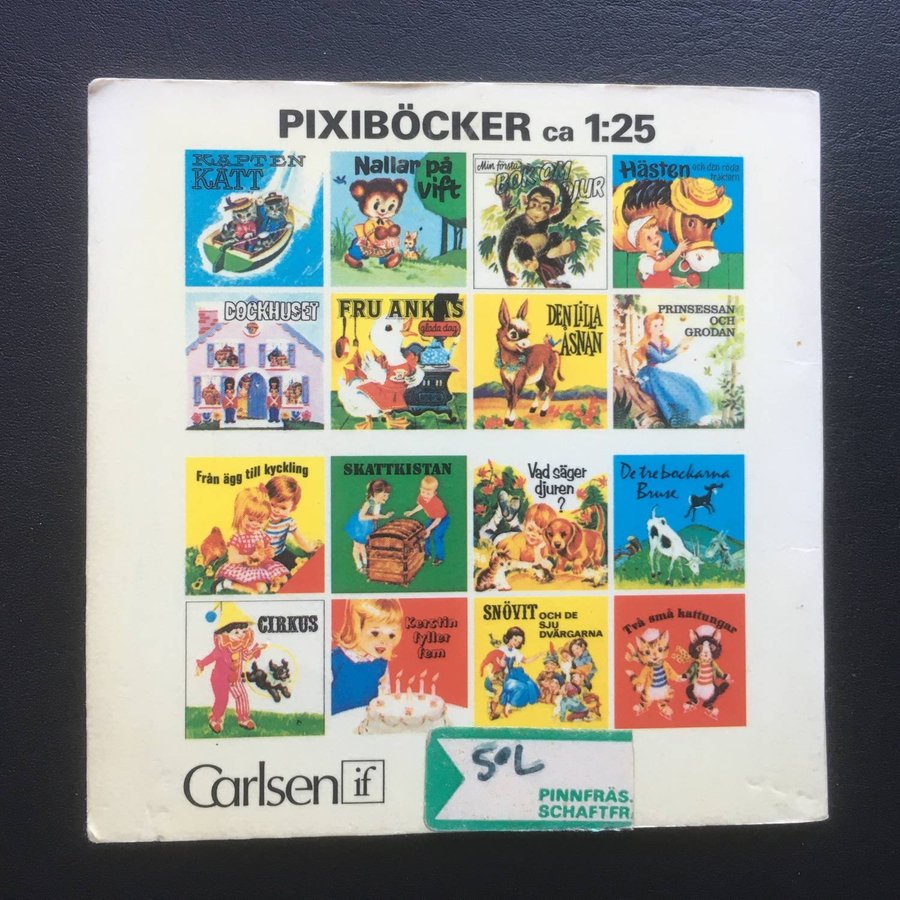 PIXIBÖCKER ca 1:25
KAPTEN
KATT
Nallar på
vift
Min första
BOK OM
DJUR
Hästen och den röda
traktorn
DOCKHUSET
FRU ANKAS
glada dag
DEN LILLA
ÅSNAN
PRINSESSAN
OCH
GRODAN
Från ägg till kyckling
SKATTKISTAN
Vad säger
djuren
?
De tre bockarna
Bruse
CIRKUS
Kerstin
fyller
fem
SNÖVIT OCH DE
SJU
DVÄRGARNA
Två små kattungar
Carlsen if
50L
PINNFRÄS.
SCHAFTFR